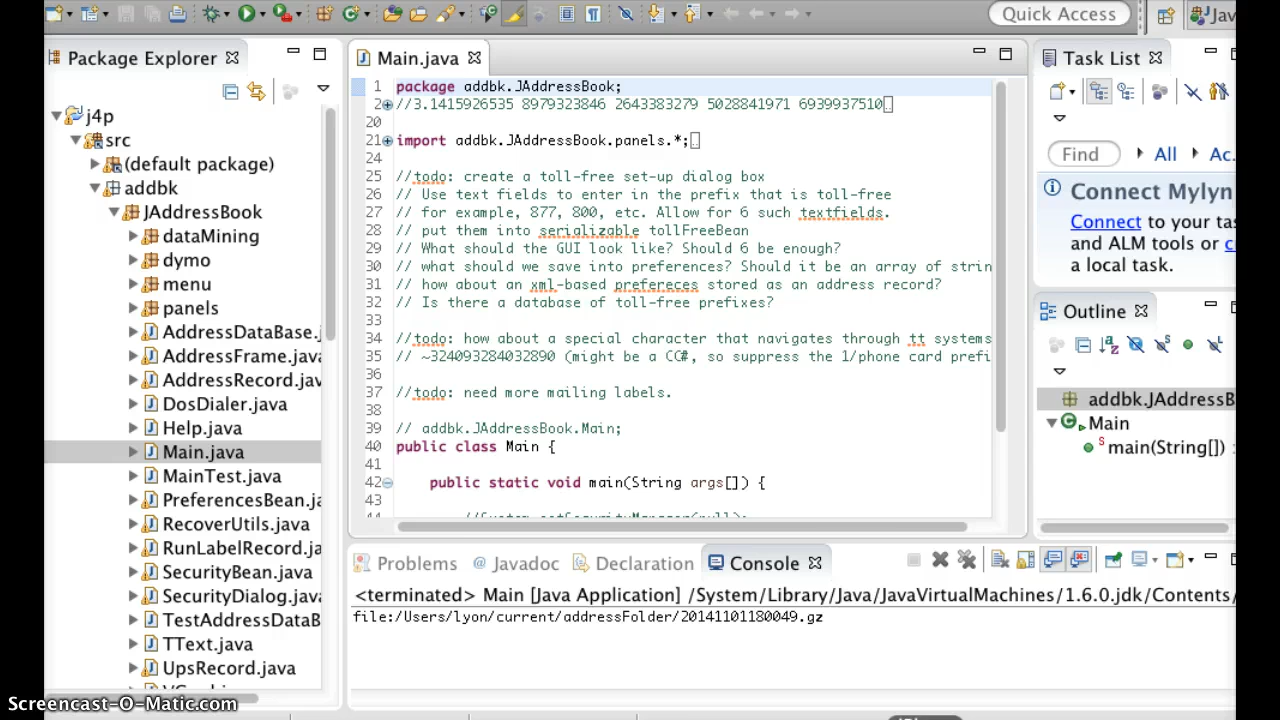 Quick Access
Jav
Package Explorer
j4p
src
(default package)
addbk
JAddressBook
dataMining
dymo
menu
panels
AddressDataBase.j
AddressFrame.java
AddressRecord.jav
DosDialer.java
Help.java
Main.java
MainTest.java
PreferencesBean.ja
RecoverUtils.java
RunLabelRecord.ja
SecurityBean.java
SecurityDialog.java
TestAddressDataB
TText.java
UpsRecord.java
Main.java
1 package addbk.JAddressBook;
2 //3.1415926535 8979323846 2643383279 5028841971 6939937510
20
21 import addbk.JAddressBook.panels.*;
24
25 //todo: create a toll-free set-up dialog box
26 // Use text fields to enter in the prefix that is toll-free
27 // for example, 877, 800, etc. Allow for 6 such textfields.
28 // put them into serializable tollFreeBean
29 // What should the GUI look like? Should 6 be enough?
30 // what should we save into preferences? Should it be an array of strin
31 // how about an xml-based prefereces stored as an address record?
32 // Is there a database of toll-free prefixes?
33
34 //todo: how about a special character that navigates through tt systems
35 // ~324093284032890 (might be a CC#, so suppress the 1/phone card prefi
36
37 //todo: need more mailing labels.
38
39 // addbk.JAddressBook.Main;
40 public class Main {
41
42 public static void main(String args[]) {
43
44 //System.setSecurityManager(null);
Task List
Find All Ac
Connect Mylyn
Connect to your ta
and ALM tools or c
a local task.
Outline
addbk.JAddressB
Main
main(String[]) :
Problems @ Javadoc Declaration Console
<terminated> Main [Java Application] /System/Library/Java/JavaVirtualMachines/1.6.0.jdk/Contents/
file:/Users/lyon/current/addressFolder/20141101180049.gz
Screencast-O-Matic.com